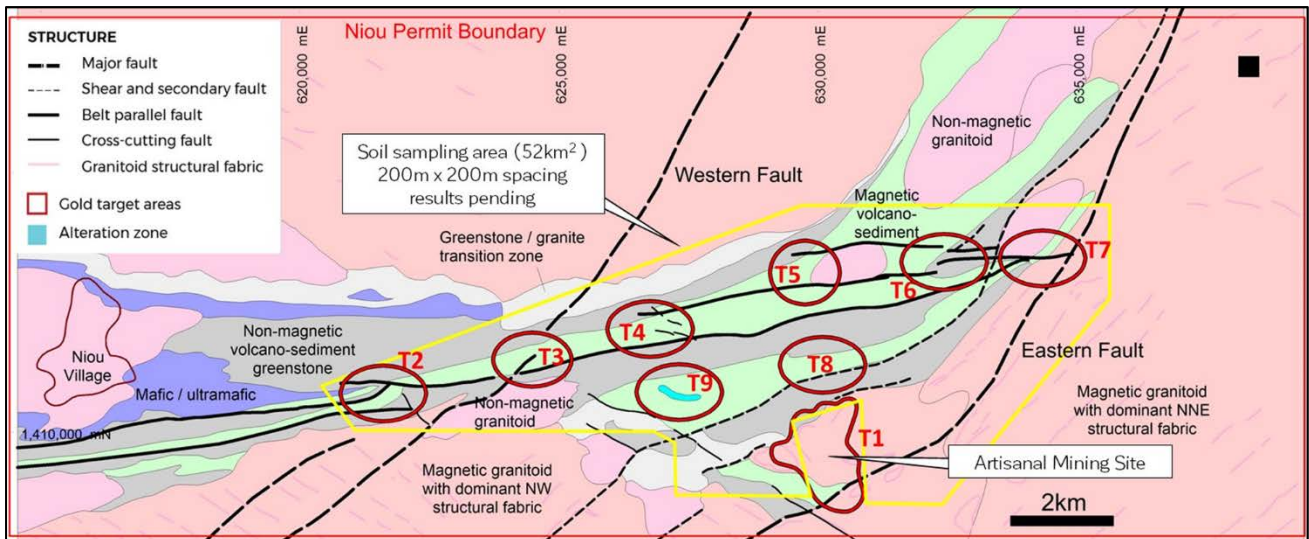 STRUCTURE
Major fault
Shear and secondary fault
Belt parallel fault
Cross-cutting fault
Granitoid structural fabric
Gold target areas
Alteration zone
Niou Permit Boundary
620,000 mE
625,000 mE
630,000 mE
635,000 mE
Soil sampling area (52km²)
200m x 200m spacing
results pending
Western Fault
Non-magnetic
granitoid
Magnetic
volcano-
sediment
Greenstone / granite
transition zone
T5
T6
T7
T4
Non-magnetic
volcano-sediment
greenstone
T2
T3
T8
T9
Eastern Fault
Niou
Village
Mafic / ultramafic
Non-magnetic
granitoid
Magnetic granitoid
with dominant NNE
structural fabric
1,410,000 mN
T1
Artisanal Mining Site
Magnetic granitoid
with dominant NW
structural fabric
2km